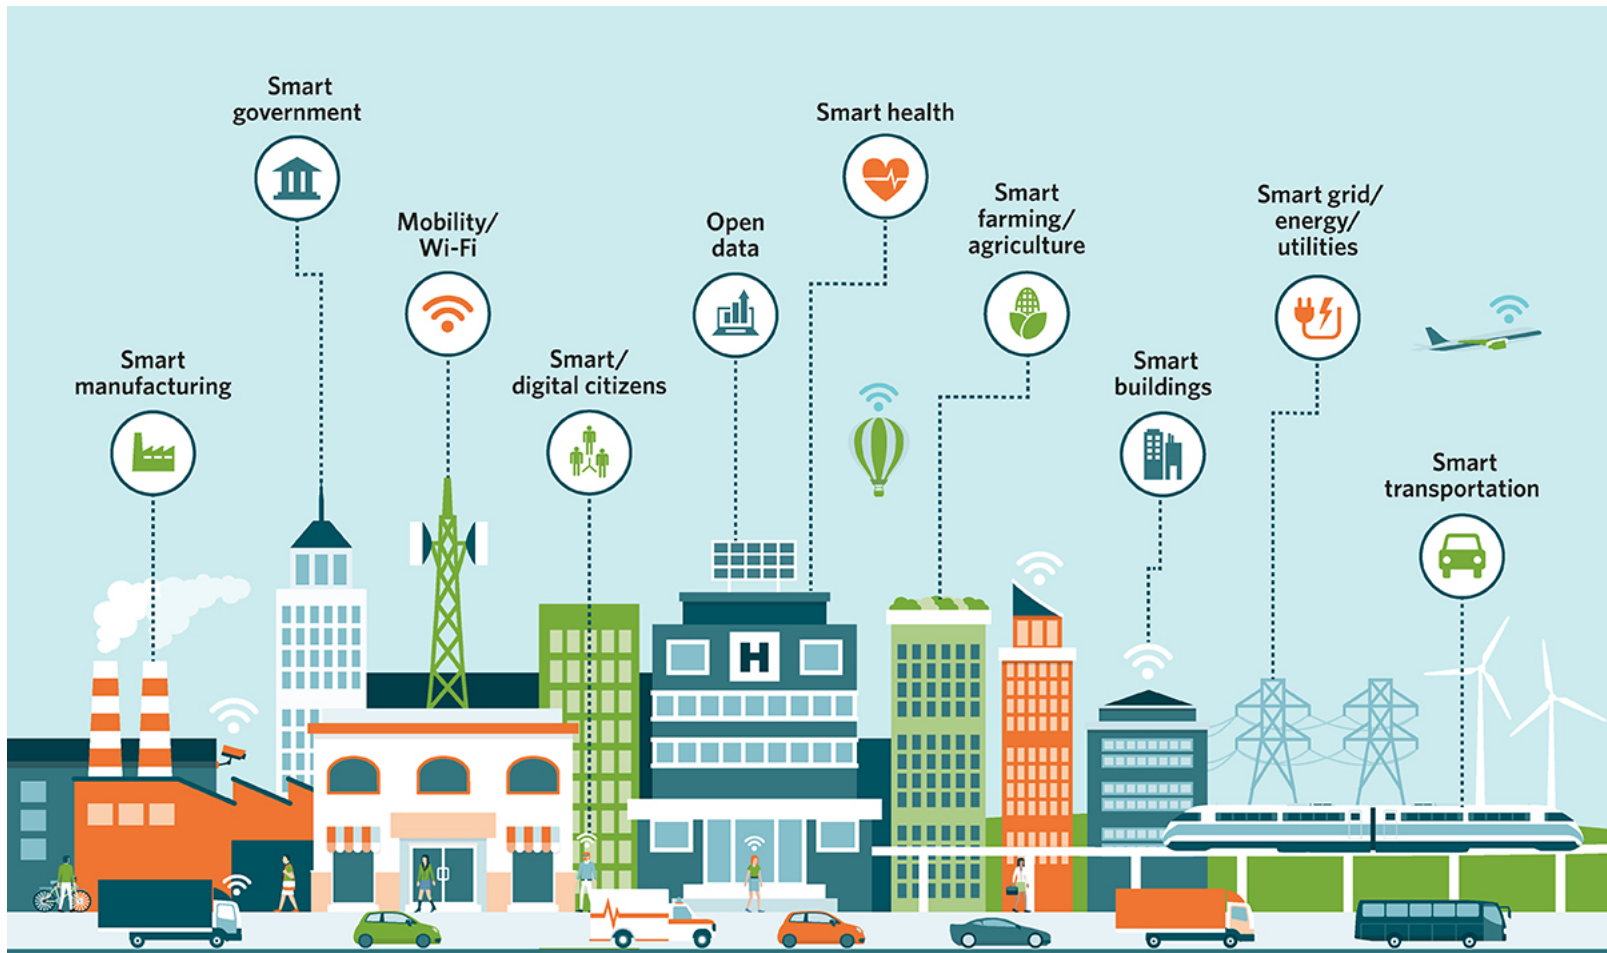 Smart
government
Smart health
Mobility/
Wi-Fi
Open
data
Smart
farming/
agriculture
Smart grid/
energy/
utilities
Smart
manufacturing
Smart/
digital citizens
Smart
buildings
Smart
transportation
H